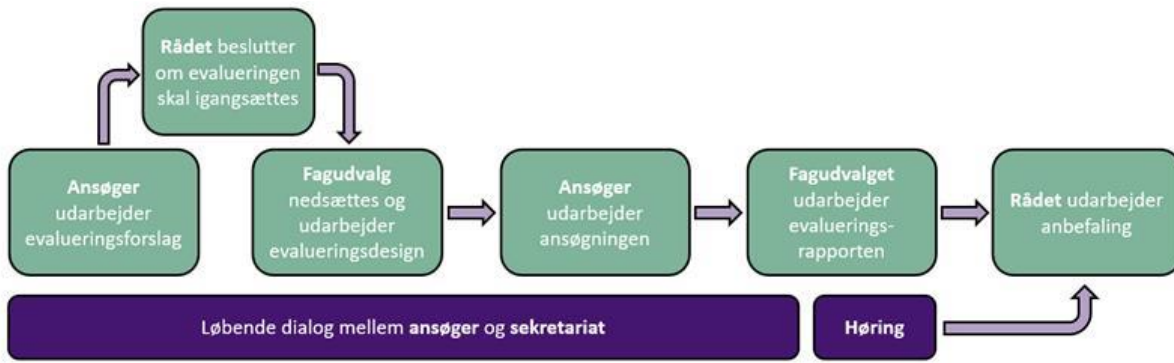 Rådet beslutter
om evalueringen
skal igangsættes
Ansøger
udarbejder
evalueringsforslag
Fagudvalg
nedsættes og
udarbejder
evalueringsdesign
Ansøger
udarbejder
ansøgningen
Fagudvalget
udarbejder
evaluerings-
rapporten
Rådet udarbejder
anbefaling
Løbende dialog mellem ansøger og sekretariat
Høring